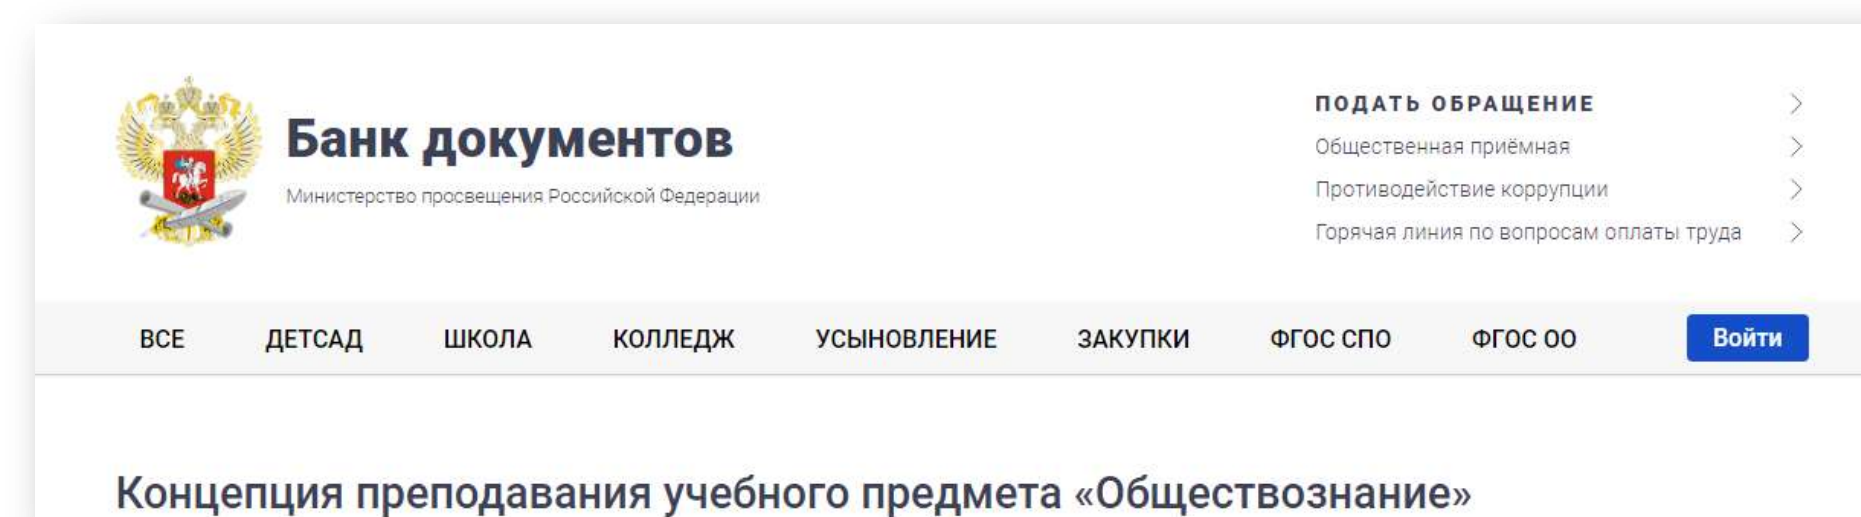 Банк документов
Министерство просвещения Российской Федерации
ПОДАТЬ ОБРАЩЕНИЕ
Общественная приёмная
Противодействие коррупции
Горячая линия по вопросам оплаты труда
ВСЕ ДЕТСАД ШКОЛА КОЛЛЕДЖ УСЫНОВЛЕНИЕ ЗАКУПКИ ФГОС СПО ФГОС ОО Войти
Концепция преподавания учебного предмета «Обществознание»